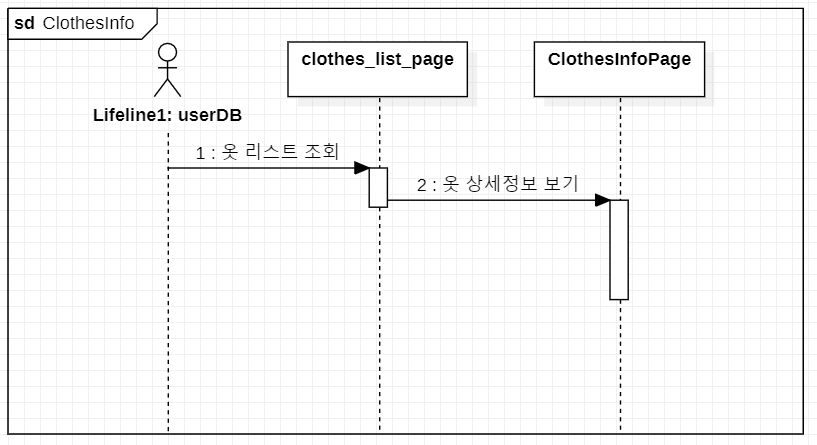 sd ClothesInfo
clothes_list_page
ClothesInfoPage
Lifeline1: userDB
1 : 옷 리스트 조회
2 : 옷 상세정보 보기